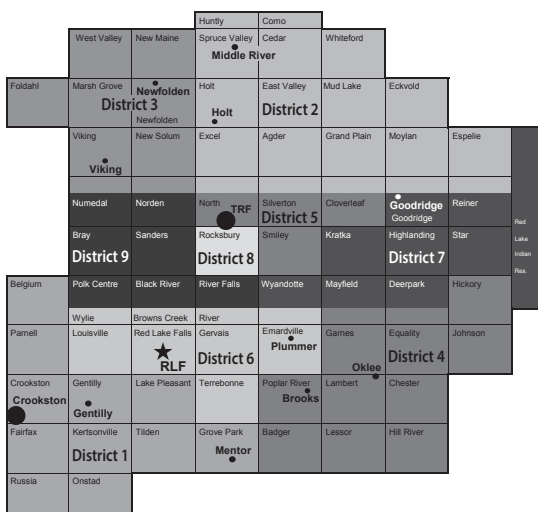 Huntly Como
West Valley New Maine Spruce Valley Cedar Whiteford
Middle River
Foldahl Marsh Grove Newfolden Holt East Valley Mud Lake Eckvold
District 3 Holt District 2
Newfolden
Viking New Solum Excel Agder Grand Plain Moylan Espelie
Viking
Numedal Norden North TRF Silverton Cloverleaf Goodridge Reiner
District 5 Goodridge
Red
Lake
Indian
Res.
Bray Sanders Rocksbury Smiley Kratka Highlanding Star
District 9 District 8 District 7
Belgium Polk Centre Black River River Falls Wyandotte Mayfield Deerpark Hickory
Wylie Browns Creek River
Parnell Louisville Red Lake Falls Gervais Emardville Games Equality Johnson
RLF District 6 Plummer Oklee District 4
Crookston Gentilly Lake Pleasant Terrebonne Poplar River Lambert Chester
Crookston Gentilly Brooks
Fairfax Kertsonville Tilden Grove Park Badger Lessor Hill River
District 1 Mentor
Russia Onstad